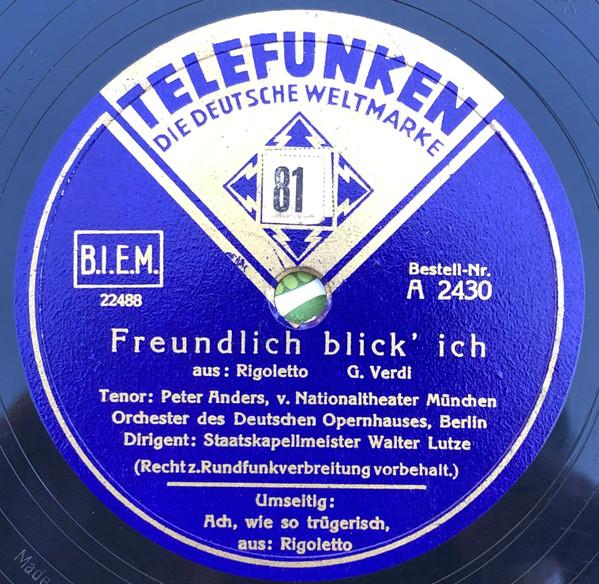 TELEFUNKEN
DIE DEUTSCHE WELTMARKE
81
B.I.E.M.
22488
Bestell-Nr.
A 2430
Freundlich blick' ich
aus: Rigoletto G. Verdi
Tenor: Peter Anders, v. Nationaltheater München
Orchester des Deutschen Opernhauses, Berlin
Dirigent: Staatskapellmeister Walter Lutze
(Recht z. Rundfunkverbreitung vorbehalt.)
Umseitig:
Ach, wie so trügerisch,
aus: Rigoletto
Made